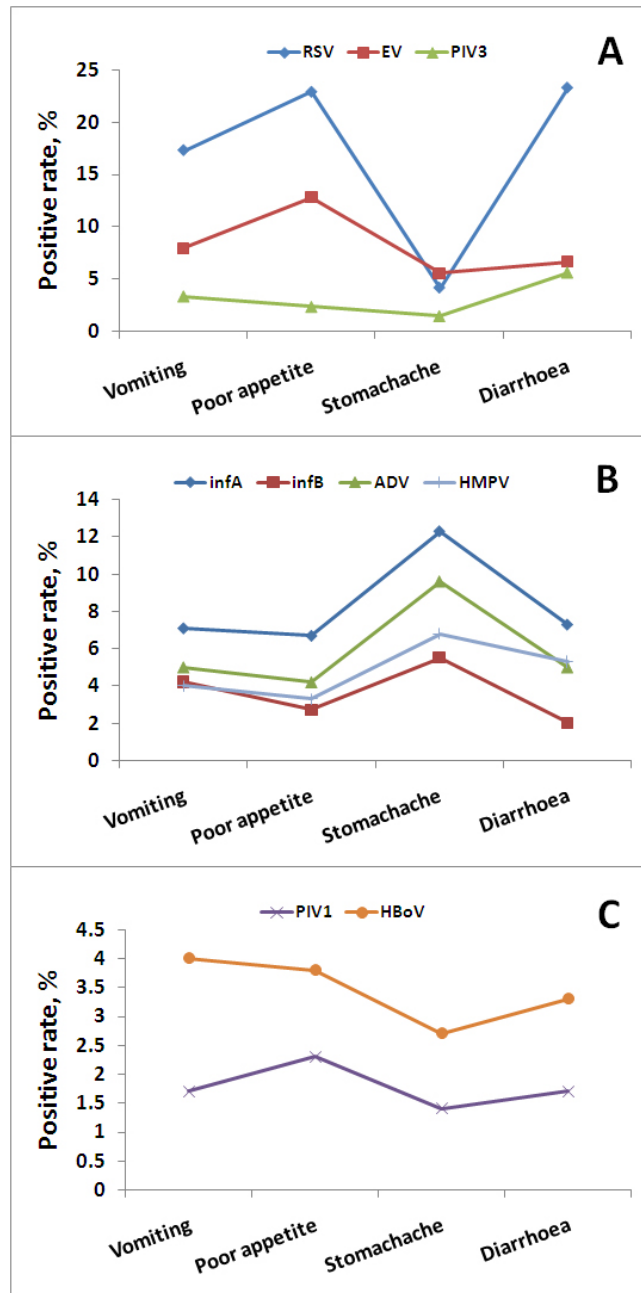 A
RSV EV PIV3
Positive rate, %
25
20
15
10
5
0
Vomiting Poor appetite Stomachache Diarrhoea
B
infA infB ADV HMPV
Positive rate, %
14
12
10
8
6
4
2
0
Vomiting Poor appetite Stomachache Diarrhoea
C
PIV1 HBoV
Positive rate, %
4.5
4
3.5
3
2.5
2
1.5
1
0.5
0
Vomiting Poor appetite Stomachache Diarrhoea